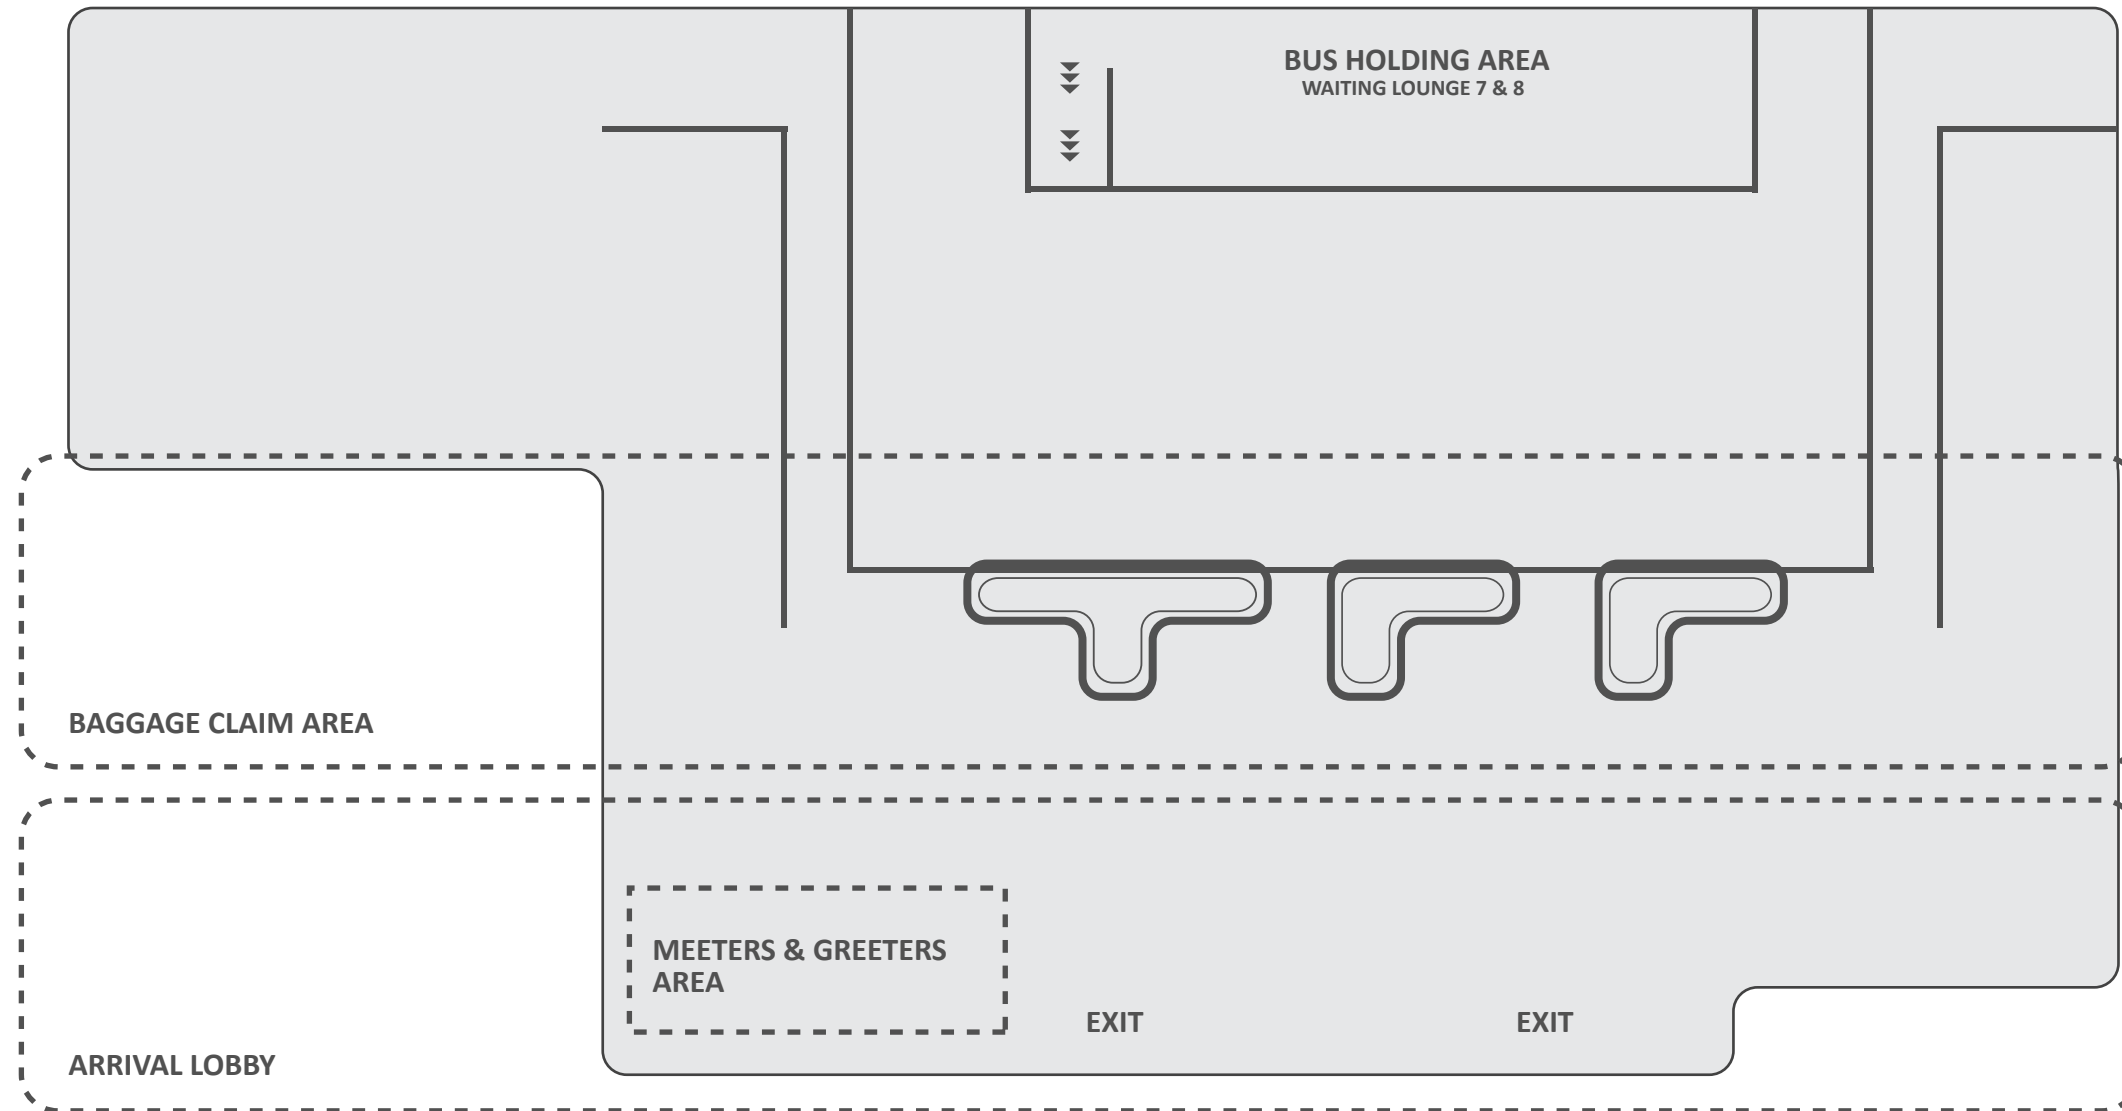 BUS HOLDING AREA
WAITING LOUNGE 7 & 8
BAGGAGE CLAIM AREA
MEETERS & GREETERS
AREA
EXIT
EXIT
ARRIVAL LOBBY